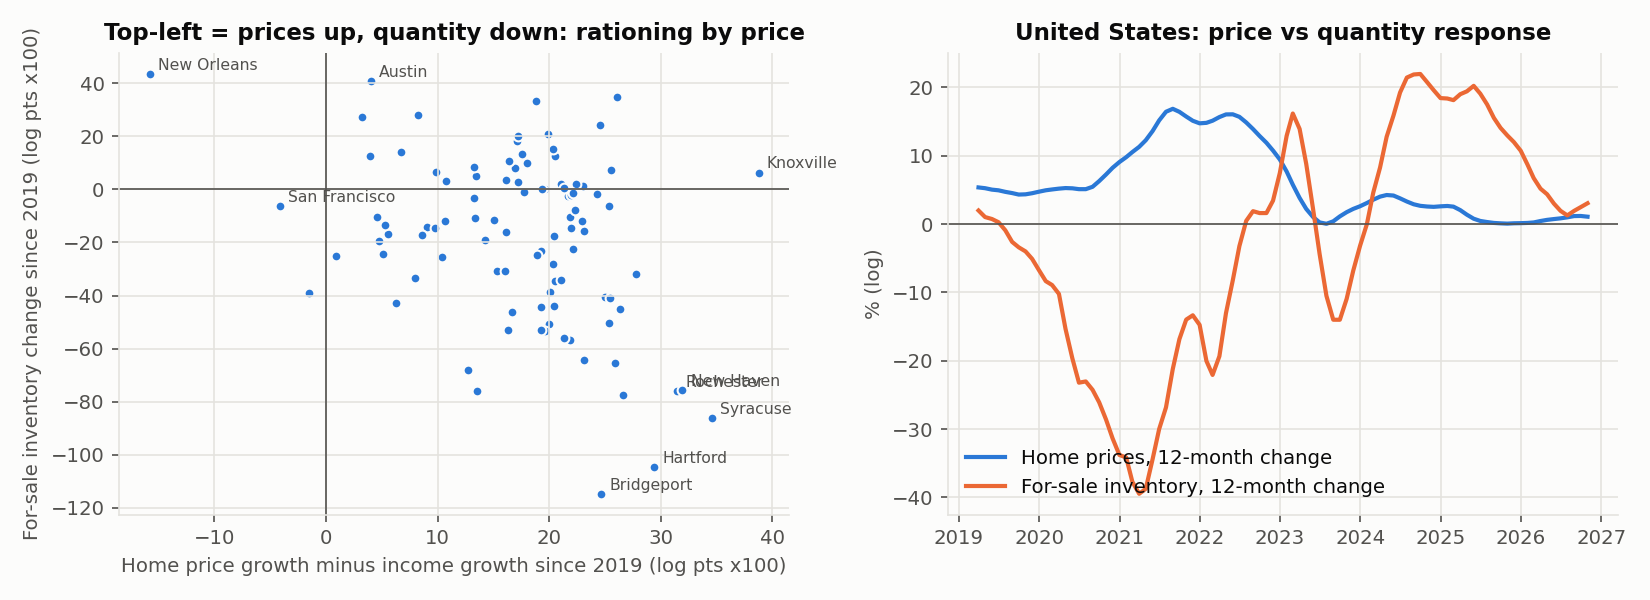 Top-left = prices up, quantity down: rationing by price
For-sale inventory change since 2019 (log pts x100)
40
20
0
−20
−40
−60
−80
−100
−120
New Orleans
Austin
Knoxville
San Francisco
New Haven
Rochester
Syracuse
Hartford
Bridgeport
−10
0
10
20
30
40
Home price growth minus income growth since 2019 (log pts x100)
United States: price vs quantity response
% (log)
20
10
0
−10
−20
−30
−40
Home prices, 12-month change
For-sale inventory, 12-month change
2019
2020
2021
2022
2023
2024
2025
2026
2027